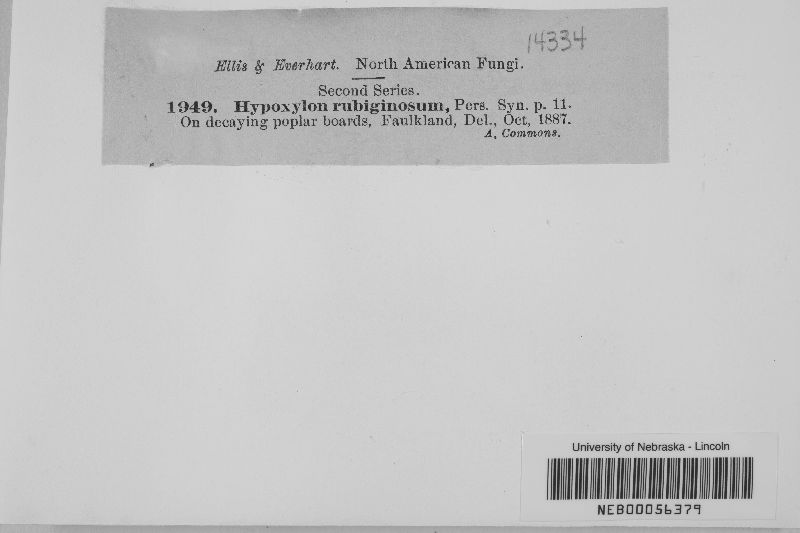 14334
Ellis & Everhart. North American Fungi.
Second Series.
1949. Hypoxylon rubiginosum, Pers. Syn. p. 11.
On decaying poplar boards, Faulkland, Del., Oct, 1887.
A, Commons.
University of Nebraska - Lincoln
NEB00056379